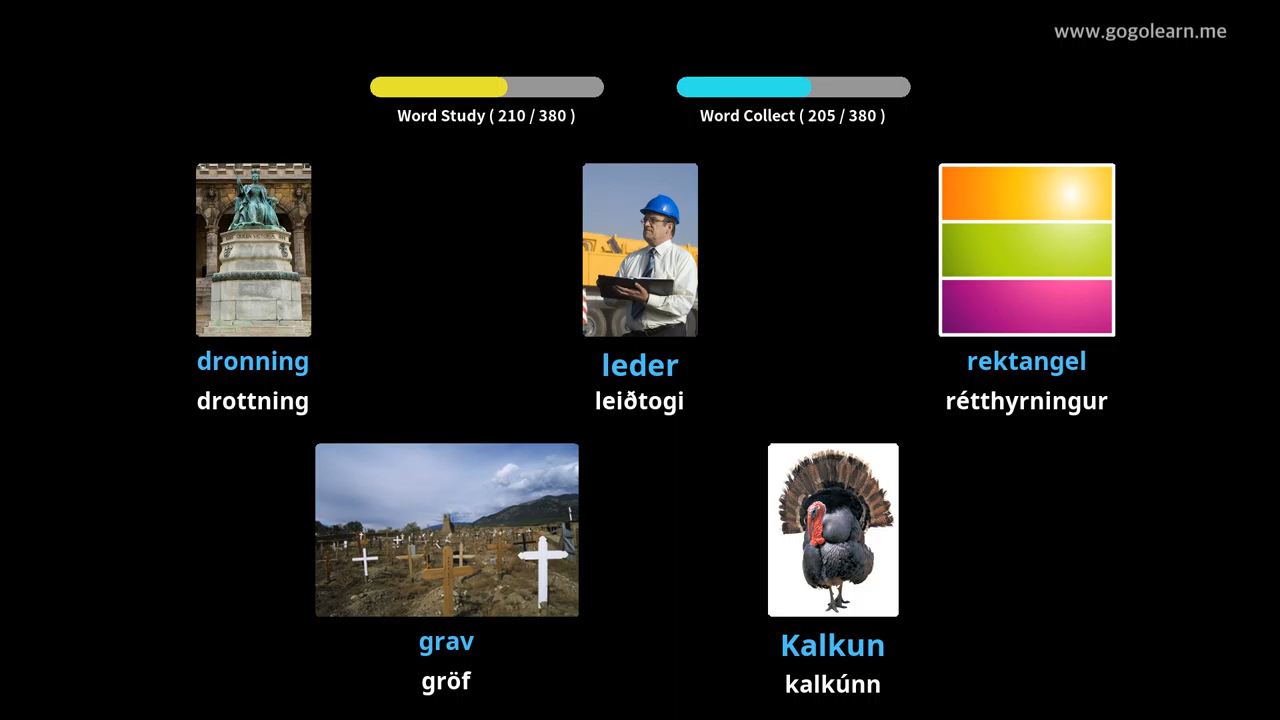 www.gogolearn.me
Word Study ( 210 / 380 )
Word Collect ( 205 / 380 )
dronning
drottning
leder
leiðtogi
rektangel
rétthyrningur
grav
gröf
Kalkun
kalkúnn